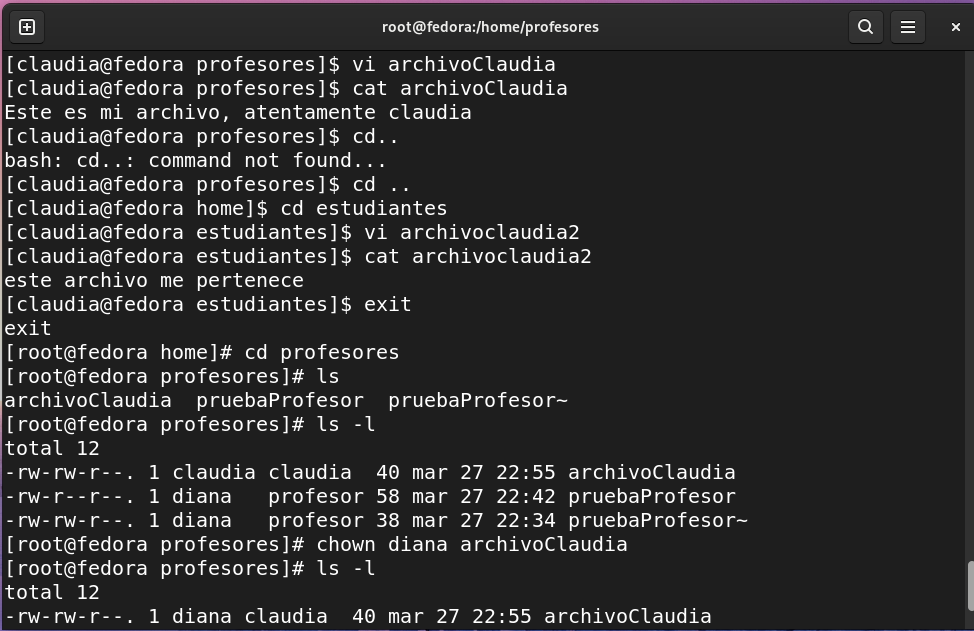 root@fedora:/home/profesores
[claudia@fedora profesores]$ vi archivoClaudia
[claudia@fedora profesores]$ cat archivoClaudia
Este es mi archivo, atentamente claudia
[claudia@fedora profesores]$ cd..
bash: cd..: command not found...
[claudia@fedora profesores]$ cd ..
[claudia@fedora home]$ cd estudiantes
[claudia@fedora estudiantes]$ vi archivoclaudia2
[claudia@fedora estudiantes]$ cat archivoclaudia2
este archivo me pertenece
[claudia@fedora estudiantes]$ exit
exit
[root@fedora home]# cd profesores
[root@fedora profesores]# ls
archivoClaudia  pruebaProfesor  pruebaProfesor~
[root@fedora profesores]# ls -l
total 12
-rw-rw-r--. 1 claudia claudia  40 mar 27 22:55 archivoClaudia
-rw-r--r--. 1 diana   profesor 58 mar 27 22:42 pruebaProfesor
-rw-rw-r--. 1 diana   profesor 38 mar 27 22:34 pruebaProfesor~
[root@fedora profesores]# chown diana archivoClaudia
[root@fedora profesores]# ls -l
total 12
-rw-rw-r--. 1 diana claudia  40 mar 27 22:55 archivoClaudia